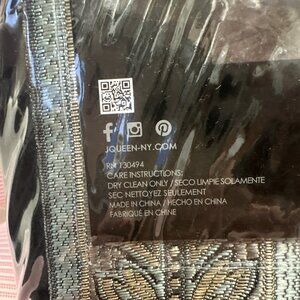 JQUEEN-NY.COM
RN 130494
CARE INSTRUCTIONS:
DRY CLEAN ONLY / SECO LIMPIE SOLAMENTE
SEC NETTOYEZ SEULEMENT
MADE IN CHINA / HECHO EN CHINA
FABRIQUÉ EN CHINE